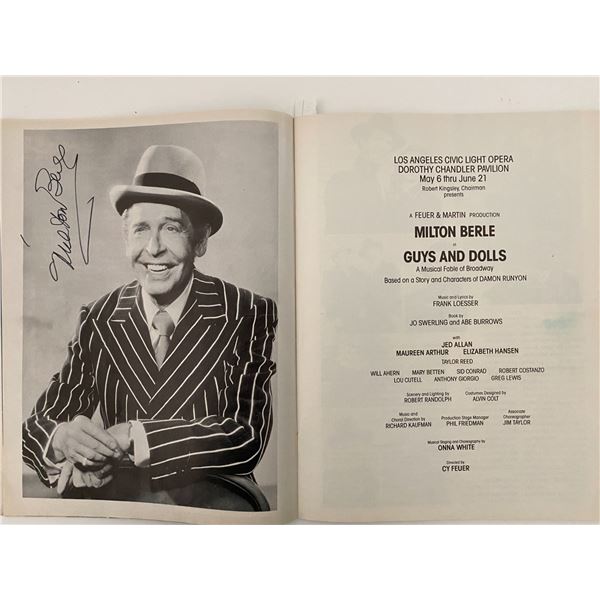 Milton Berle
LOS ANGELES CIVIC LIGHT OPERA
DOROTHY CHANDLER PAVILION
May 6 thru June 21
Robert Kingsley, Chairman
presents
A FEUER & MARTIN PRODUCTION
MILTON BERLE
in
GUYS AND DOLLS
A Musical Fable of Broadway
Based on a Story and Characters of DAMON RUNYON
Music and Lyrics by
FRANK LOESSER
Book by
JO SWERLING and ABE BURROWS
with
JED ALLAN
MAUREEN ARTHUR ELIZABETH HANSEN
TAYLOR REED
WILL AHERN MARY BETTEN SID CONRAD ROBERT COSTANZO
LOU CUTELL ANTHONY GIORGIO GREG LEWIS
Scenery and Lighting by
ROBERT RANDOLPH
Costumes Designed by
ALVIN COLT
Music and
Choral Direction by
RICHARD KAUFMAN
Production Stage Manager
PHIL FRIEDMAN
Associate
Choreographer
JIM TAYLOR
Musical Staging and Choreography by
ONNA WHITE
Directed by
CY FEUER